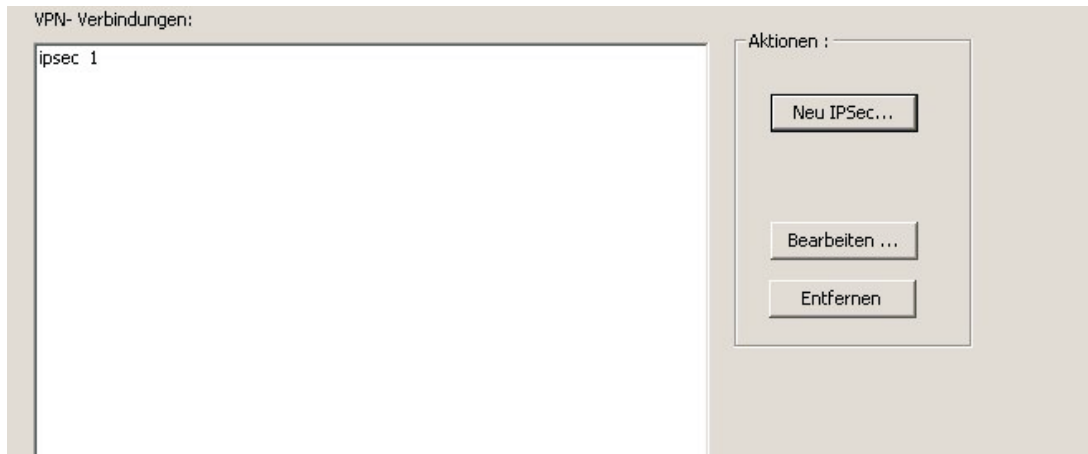 VPN- Verbindungen:
ipsec 1
Aktionen :
Neu IPSec...
Bearbeiten ...
Entfernen